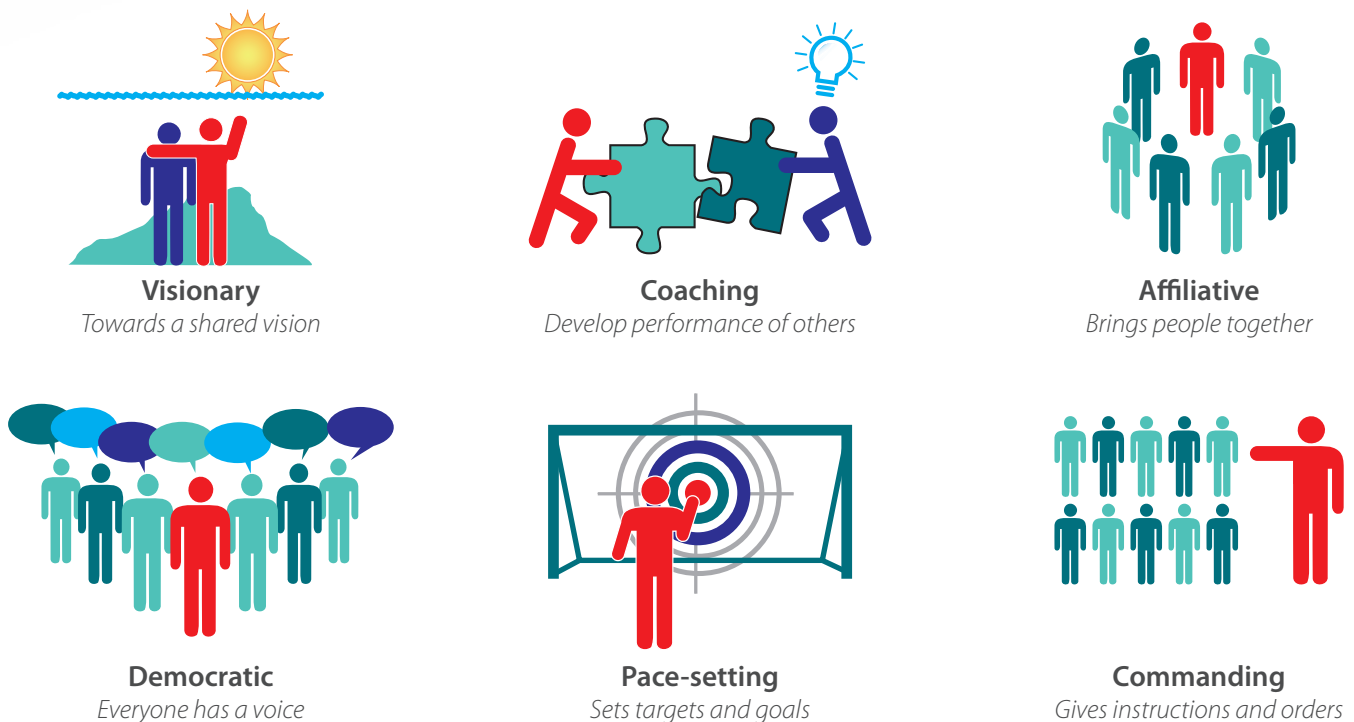 Visionary
Towards a shared vision
Coaching
Develop performance of others
Affiliative
Brings people together
Democratic
Everyone has a voice
Pace-setting
Sets targets and goals
Commanding
Gives instructions and orders